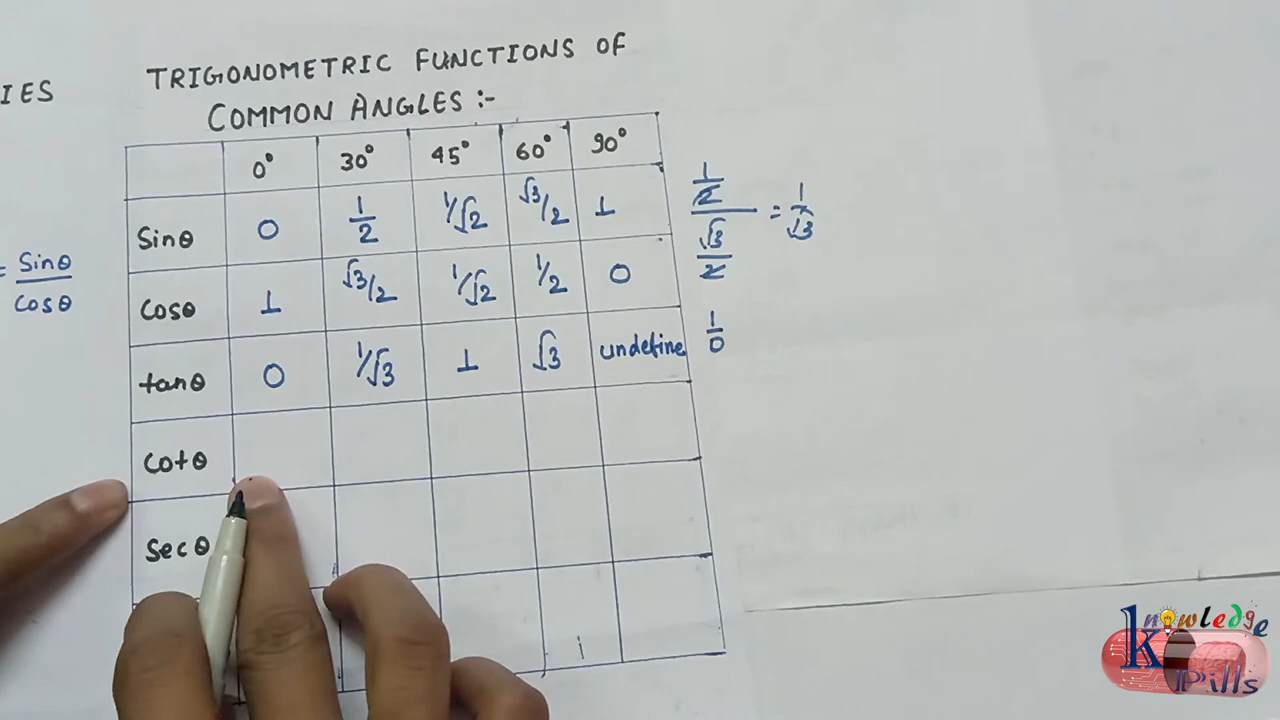 IES
TRIGONOMETRIC FUNCTIONS OF
COMMON ANGLES :-
0° 30° 45° 60° 90°
Sinθ 0 1/2 1/√2 √3/2 1
Cosθ 1 √3/2 1/√2 1/2 0
tanθ 0 1/√3 1 √3 undefine
Cotθ
Secθ
= Sinθ
Cosθ
1/2 / √3/2 = 1/√3
1/0
knowledge
Pills